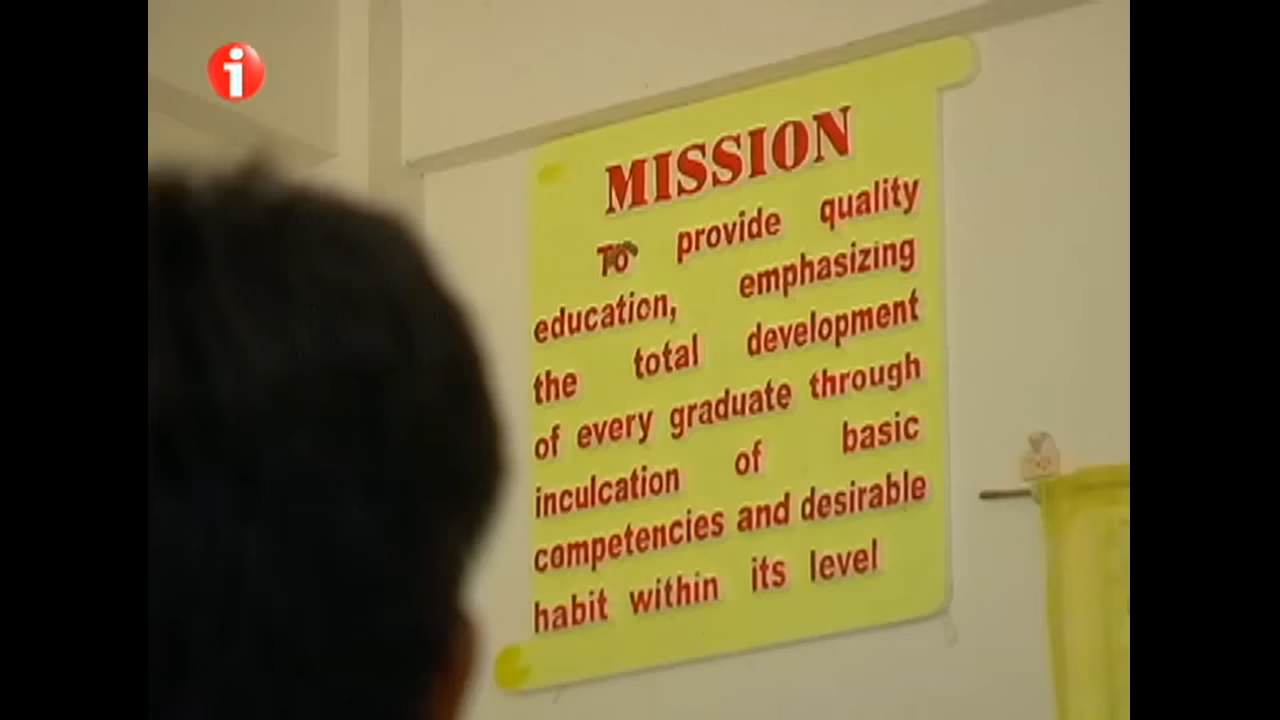 i
MISSION
To provide quality
education, emphasizing
the total development
of every graduate through
inculcation of basic
competencies and desirable
habit within its level